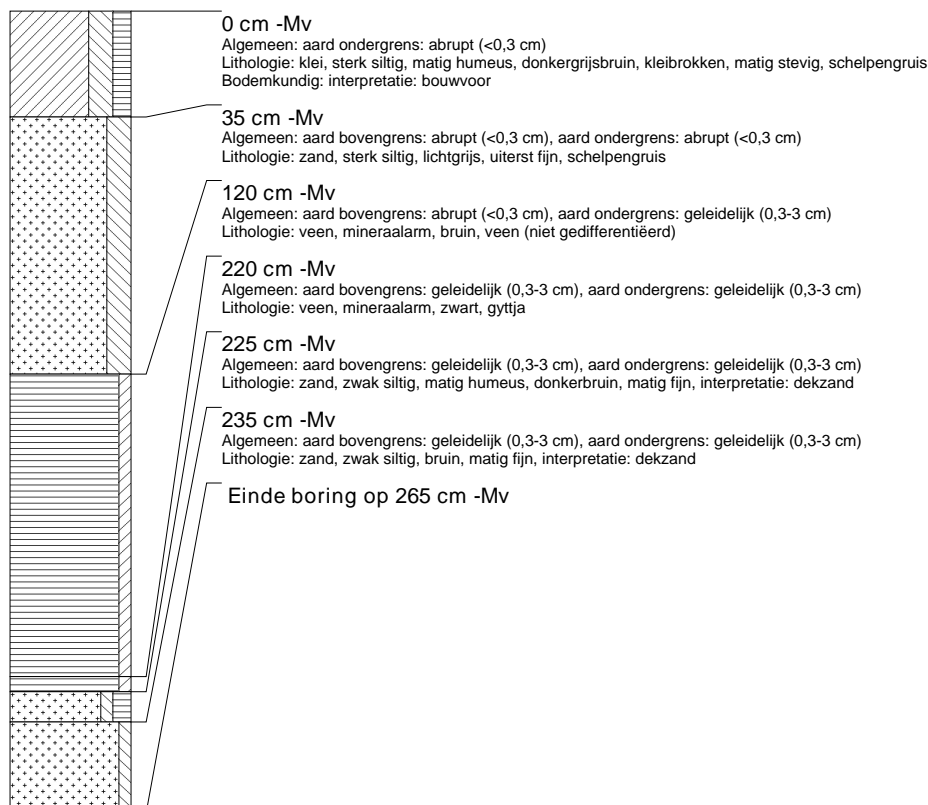 0 cm -Mv
Algemeen: aard ondergrens: abrupt (<0,3 cm)
Lithologie: klei, sterk siltig, matig humeus, donkergrijsbruin, kleibrokken, matig stevig, schelpengruis
Bodemkundig: interpretatie: bouwvoor
35 cm -Mv
Algemeen: aard bovengrens: abrupt (<0,3 cm), aard ondergrens: abrupt (<0,3 cm)
Lithologie: zand, sterk siltig, lichtgrijs, uiterst fijn, schelpengruis
120 cm -Mv
Algemeen: aard bovengrens: abrupt (<0,3 cm), aard ondergrens: geleidelijk (0,3-3 cm)
Lithologie: veen, mineraalarm, bruin, veen (niet gedifferentiëerd)
220 cm -Mv
Algemeen: aard bovengrens: geleidelijk (0,3-3 cm), aard ondergrens: geleidelijk (0,3-3 cm)
Lithologie: veen, mineraalarm, zwart, gyttja
225 cm -Mv
Algemeen: aard bovengrens: geleidelijk (0,3-3 cm), aard ondergrens: geleidelijk (0,3-3 cm)
Lithologie: zand, zwak siltig, matig humeus, donkerbruin, matig fijn, interpretatie: dekzand
235 cm -Mv
Algemeen: aard bovengrens: geleidelijk (0,3-3 cm), aard ondergrens: geleidelijk (0,3-3 cm)
Lithologie: zand, zwak siltig, bruin, matig fijn, interpretatie: dekzand
Einde boring op 265 cm -Mv